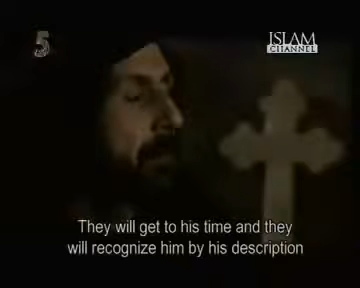 5
ISLAM
CHANNEL
They will get to his time and they
will recognize him by his description